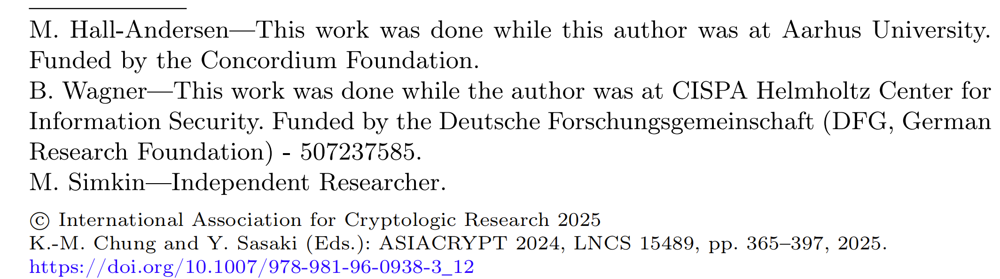 M. Hall-Andersen—This work was done while this author was at Aarhus University.
Funded by the Concordium Foundation.
B. Wagner—This work was done while the author was at CISPA Helmholtz Center for
Information Security. Funded by the Deutsche Forschungsgemeinschaft (DFG, German
Research Foundation) - 507237585.
M. Simkin—Independent Researcher.
© International Association for Cryptologic Research 2025
K.-M. Chung and Y. Sasaki (Eds.): ASIACRYPT 2024, LNCS 15489, pp. 365–397, 2025.
https://doi.org/10.1007/978-981-96-0938-3_12